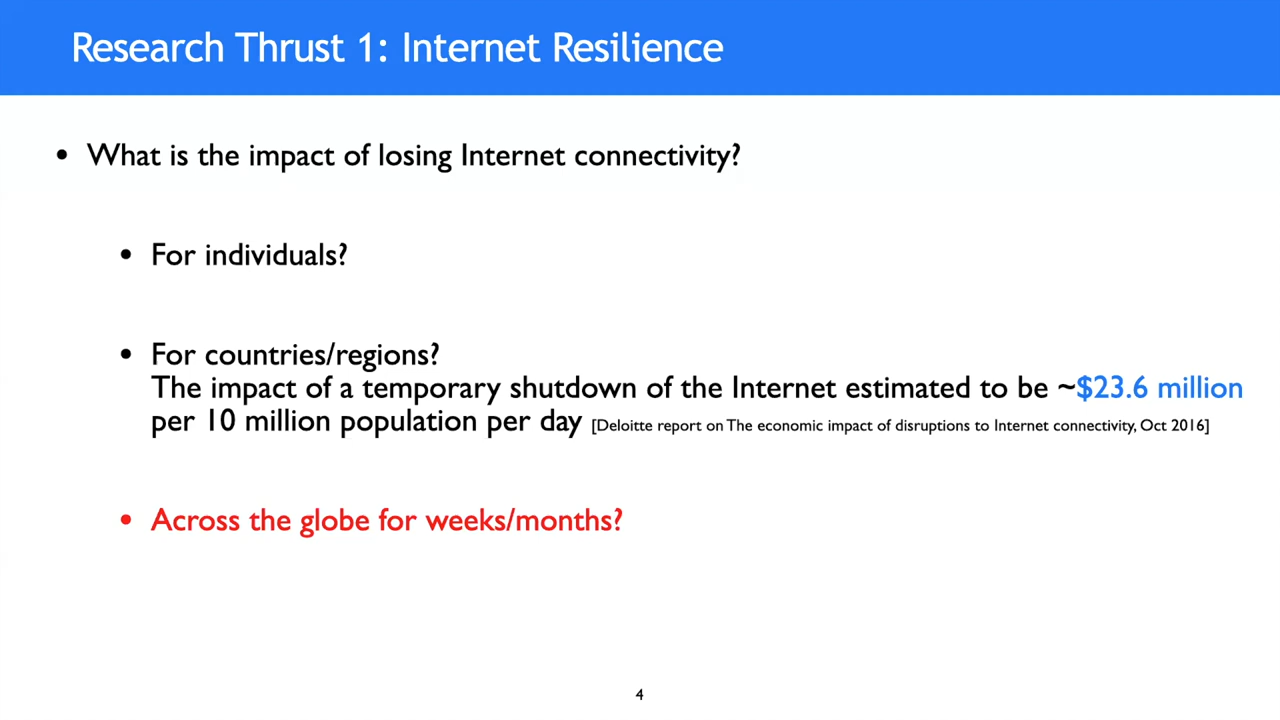 Research Thrust 1: Internet Resilience
• What is the impact of losing Internet connectivity?
• For individuals?
• For countries/regions?
The impact of a temporary shutdown of the Internet estimated to be ~$23.6 million
per 10 million population per day [Deloitte report on The economic impact of disruptions to Internet connectivity, Oct 2016]
• Across the globe for weeks/months?
4